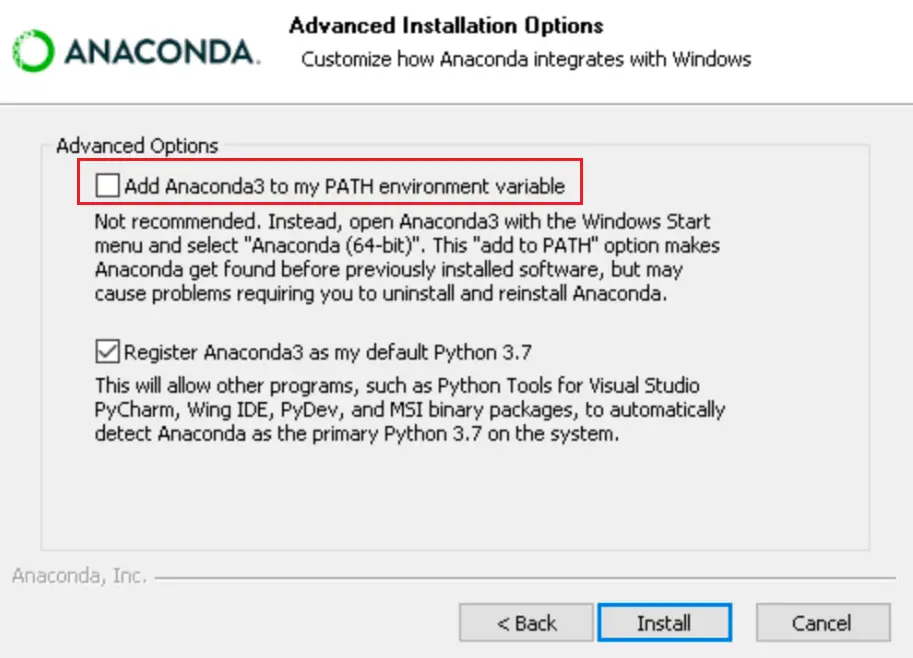 ANACONDA.
Advanced Installation Options
Customize how Anaconda integrates with Windows
Advanced Options
Add Anaconda3 to my PATH environment variable
Not recommended. Instead, open Anaconda3 with the Windows Start
menu and select "Anaconda (64-bit)". This "add to PATH" option makes
Anaconda get found before previously installed software, but may
cause problems requiring you to uninstall and reinstall Anaconda.
Register Anaconda3 as my default Python 3.7
This will allow other programs, such as Python Tools for Visual Studio
PyCharm, Wing IDE, PyDev, and MSI binary packages, to automatically
detect Anaconda as the primary Python 3.7 on the system.
Anaconda, Inc.
< Back
Install
Cancel